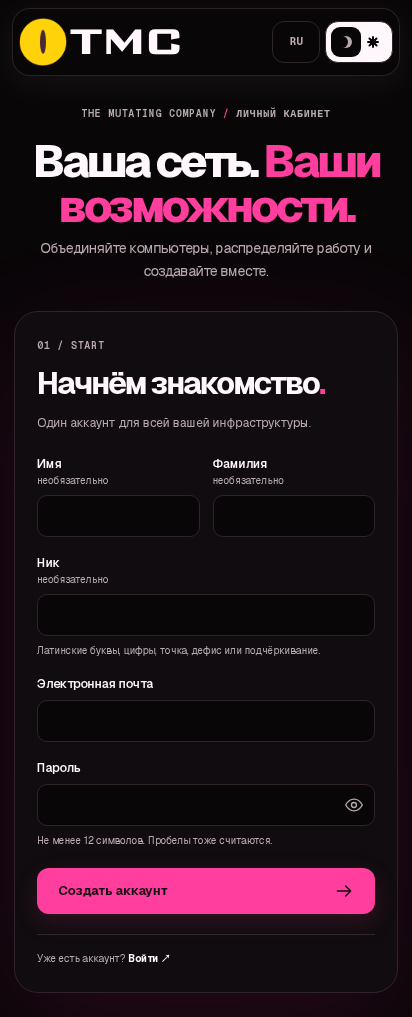 TMC
RU
THE MUTATING COMPANY / ЛИЧНЫЙ КАБИНЕТ
Ваша сеть. Ваши
возможности.
Объединяйте компьютеры, распределяйте работу и
создавайте вместе.
01 / START
Начнём знакомство.
Один аккаунт для всей вашей инфраструктуры.
Имя
необязательно
Фамилия
необязательно
Ник
необязательно
Латинские буквы, цифры, точка, дефис или подчёркивание.
Электронная почта
Пароль
Не менее 12 символов. Пробелы тоже считаются.
Создать аккаунт →
Уже есть аккаунт? Войти ↗